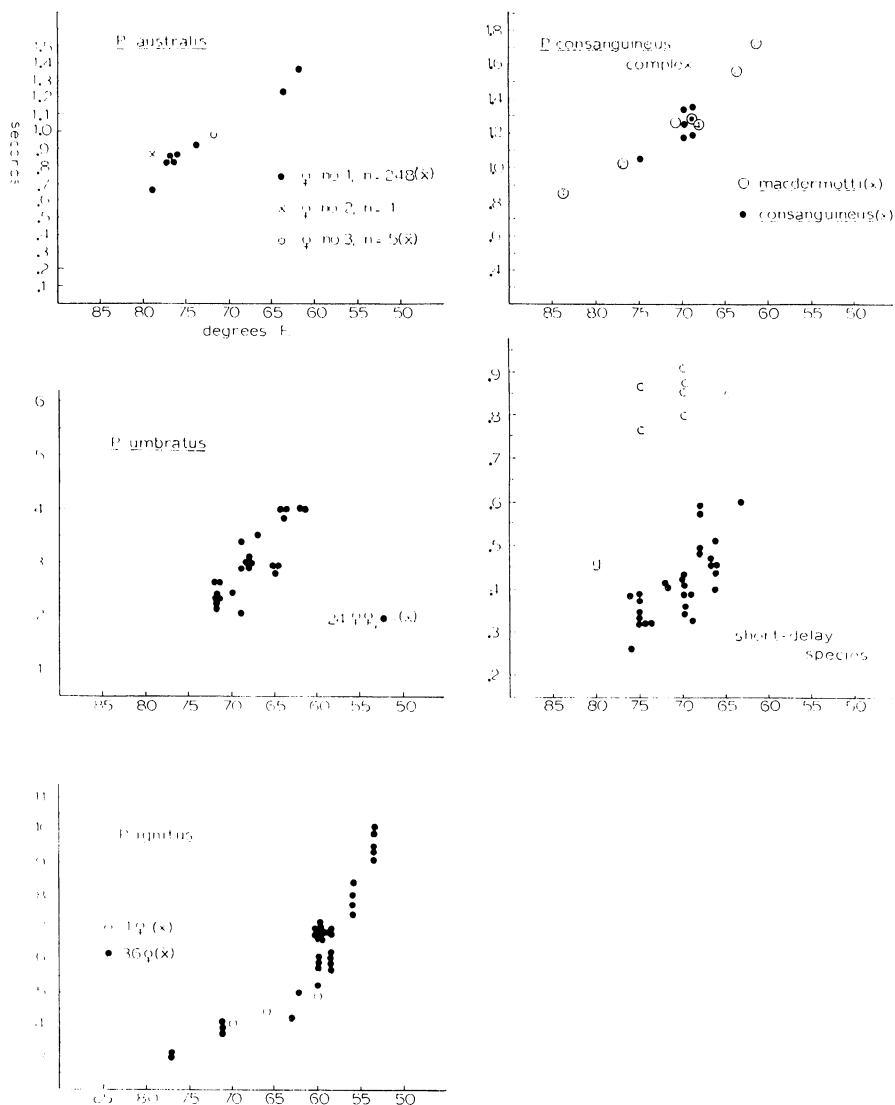 P. australis
seconds
1.5
1.4
1.3
1.2
1.1
1.0
.9
.8
.7
.6
.5
.4
.3
.2
.1
♀ no 1, n=248(x̄)
♀ no 2, n=1
♀ no 3, n=5(x̄)
85 80 75 70 65 60 55 50
degrees F.
P. consanguineus
complex
1.8
1.6
1.4
1.2
1.0
.8
.6
.4
macdermotti(x)
consanguineus(x)
85 80 75 70 65 60 55 50
P. umbratus
6
5
4
3
2
1
24 ♀♀, (x)
85 80 75 70 65 60 55 50
.9
.8
.7
.6
.5
.4
.3
.2
c
c
c
c
c
c
g
short-delay
species
85 80 75 70 65 60 55 50
P. ignitus
11
10
9
8
7
6
5
4
1♀(x)
36♀(x)
80 75 70 65 60 55 50